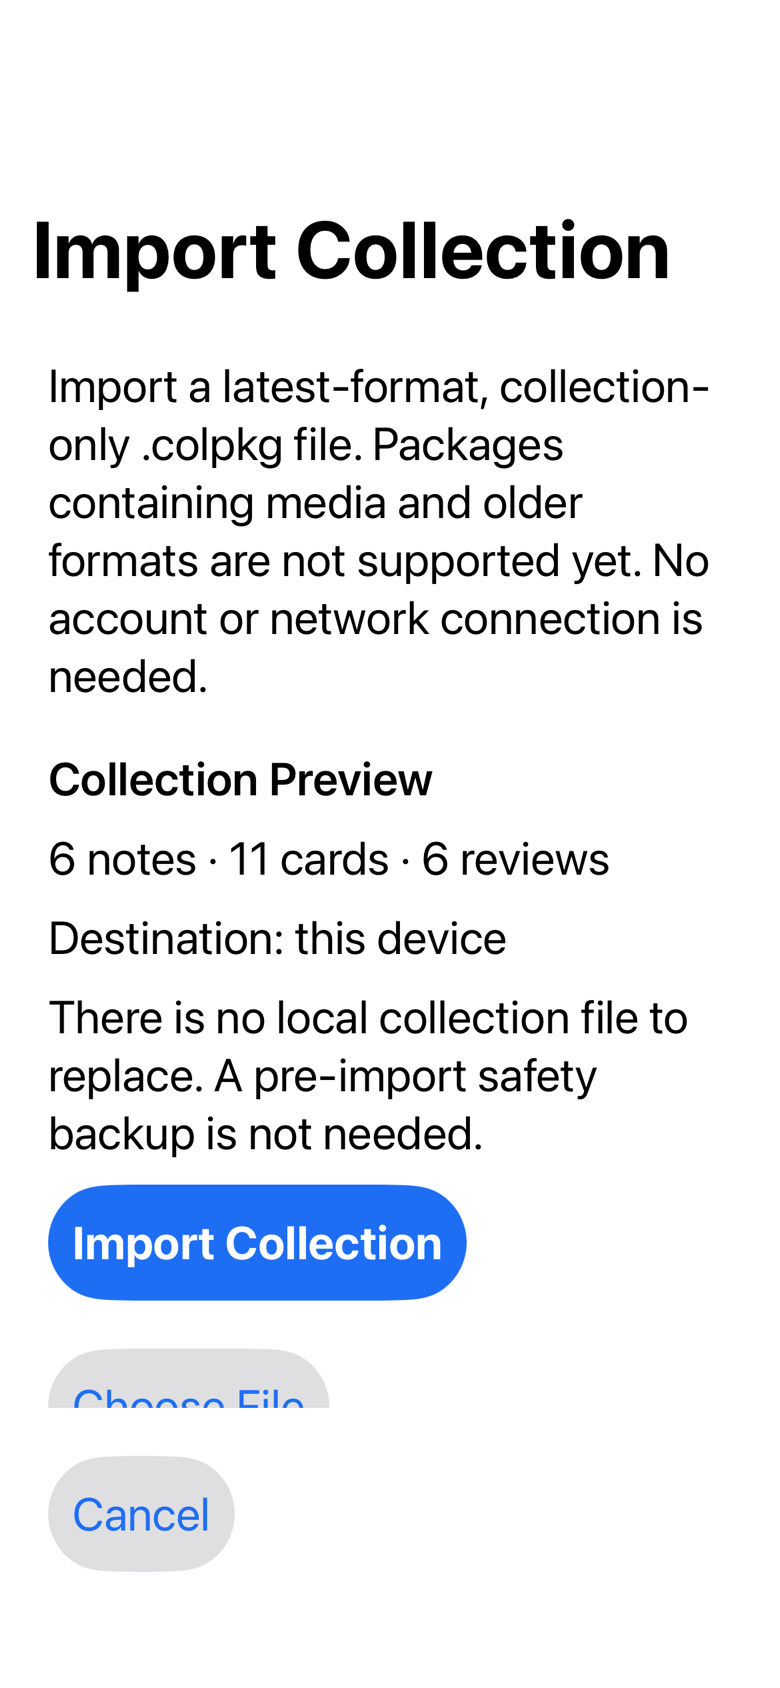 Import Collection
Import a latest-format, collection-
only .colpkg file. Packages
containing media and older
formats are not supported yet. No
account or network connection is
needed.
Collection Preview
6 notes · 11 cards · 6 reviews
Destination: this device
There is no local collection file to
replace. A pre-import safety
backup is not needed.
Import Collection
Choose File
Cancel